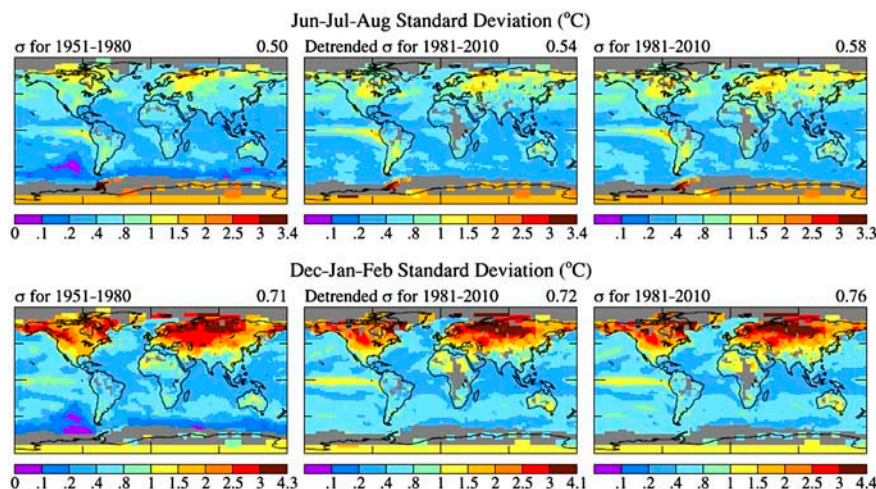 Jun-Jul-Aug Standard Deviation (°C)
σ for 1951-1980 0.50 Detrended σ for 1981-2010 0.54 σ for 1981-2010 0.58
0 .1 .2 .4 .8 1 1.5 2 2.5 3 3.4 .1 .2 .4 .8 1 1.5 2 2.5 3 3.4 .1 .2 .4 .8 1 1.5 2 2.5 3 3.3
Dec-Jan-Feb Standard Deviation (°C)
σ for 1951-1980 0.71 Detrended σ for 1981-2010 0.72 σ for 1981-2010 0.76
0 .1 .2 .4 .8 1 1.5 2 2.5 3 4.3 .1 .2 .4 .8 1 1.5 2 2.5 3 4.1 .1 .2 .4 .8 1 1.5 2 2.5 3 4.4